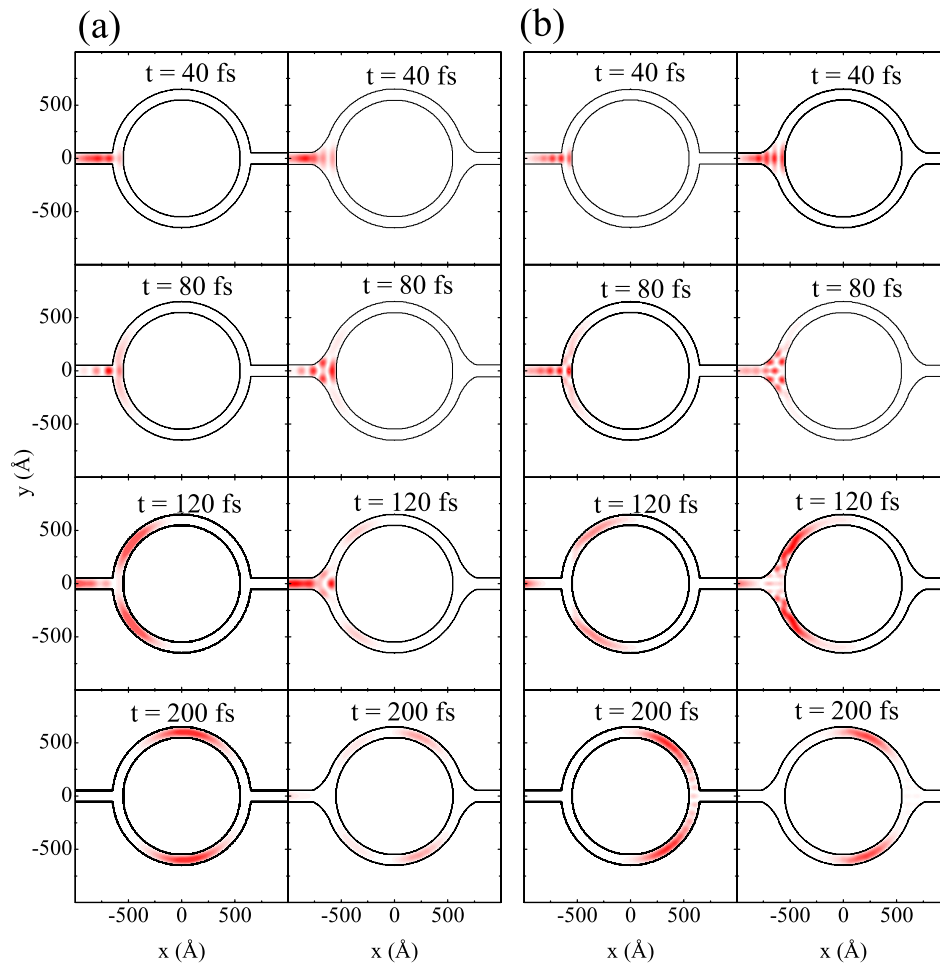 (a) (b)
t = 40 fs t = 40 fs t = 40 fs t = 40 fs
500
0
-500
t = 80 fs t = 80 fs t = 80 fs t = 80 fs
500
0
-500
y (Å)
t = 120 fs t = 120 fs t = 120 fs t = 120 fs
500
0
-500
t = 200 fs t = 200 fs t = 200 fs t = 200 fs
500
0
-500
-500 0 500 -500 0 500 -500 0 500 -500 0 500
x (Å) x (Å) x (Å) x (Å)